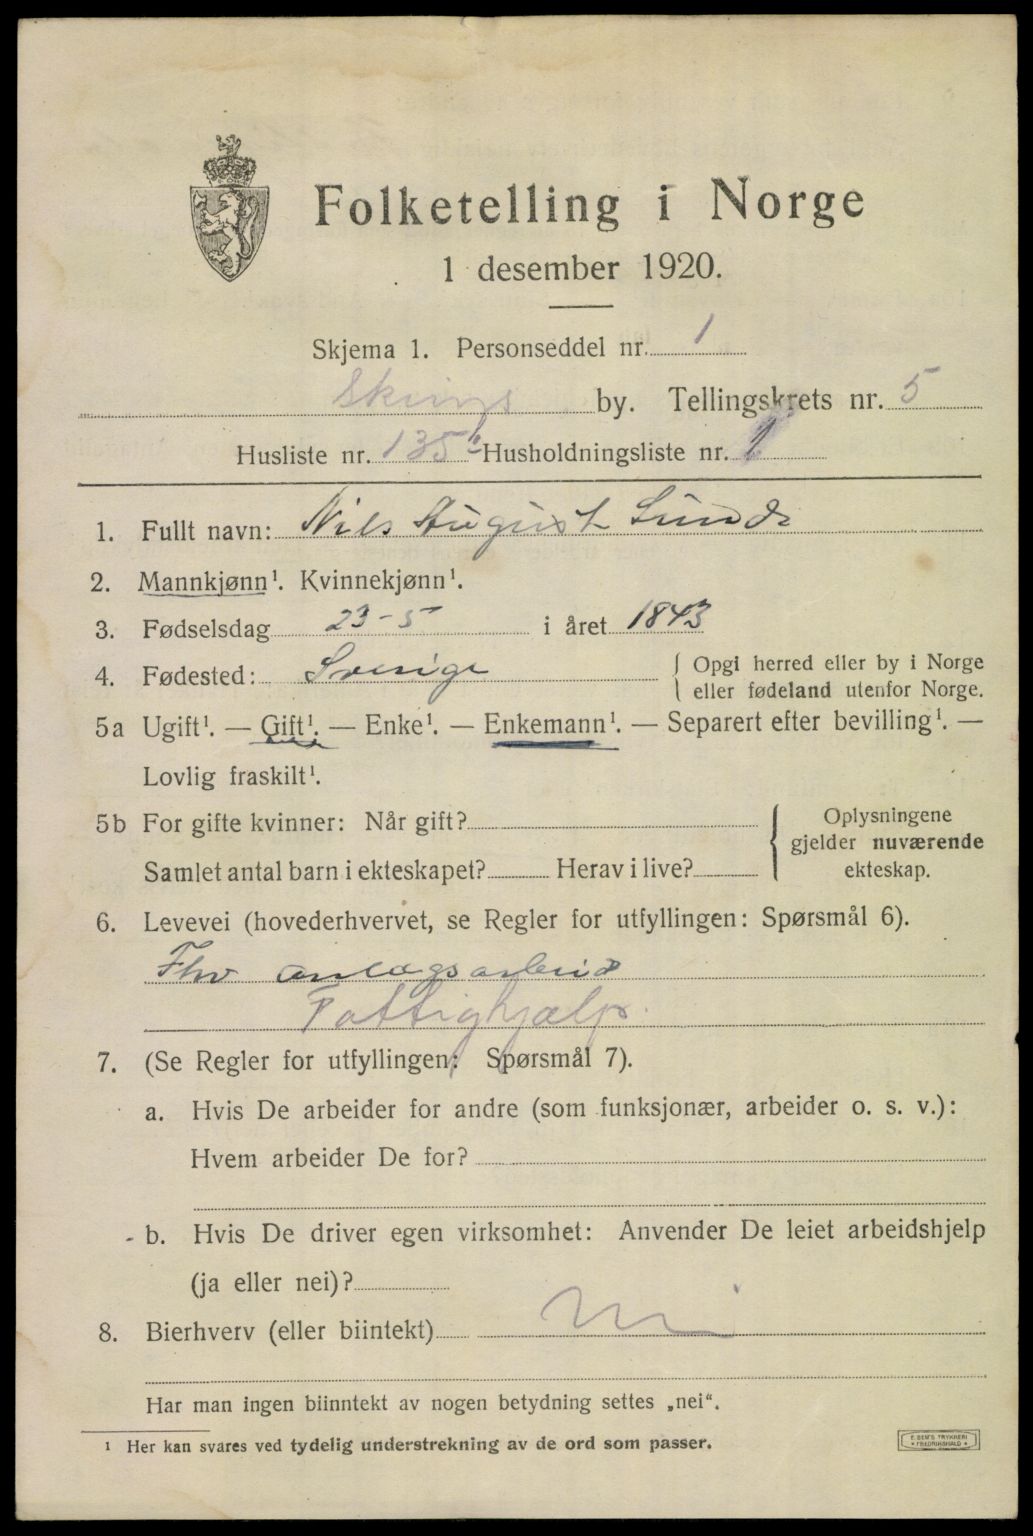 Folketelling i Norge
1 desember 1920.
Skjema 1. Personseddel nr. 1
by. Tellingskrets nr. 5
Husliste nr. 135b Husholdningsliste nr. 1
1. Fullt navn: Nils August Lunde
2. Mannkjønn¹. Kvinnekjønn¹.
3. Fødselsdag 23-5 i året 1843
4. Fødested: Sverige { Opgi herred eller by i Norge
eller fødeland utenfor Norge.
5a Ugift¹. — Gift¹. — Enke¹. — Enkemann¹. — Separert efter bevilling¹. —
Lovlig fraskilt¹.
5b For gifte kvinner: Når gift?
Samlet antal barn i ekteskapet? Herav i live?
{ Oplysningene
gjelder nuværende
ekteskap.
6. Levevei (hovederhvervet, se Regler for utfyllingen: Spørsmål 6).
Fhv anlægsarbeid
Fattighjælp.
7. (Se Regler for utfyllingen: Spørsmål 7).
a. Hvis De arbeider for andre (som funksjonær, arbeider o. s. v.):
Hvem arbeider De for?
b. Hvis De driver egen virksomhet: Anvender De leiet arbeidshjelp
(ja eller nei)?
8. Bierhverv (eller biintekt) Nei
Har man ingen biinntekt av nogen betydning settes „nei“.
¹ Her kan svares ved tydelig understrekning av de ord som passer.
E. SEM'S TRYKKERI
* FREDRIKSHALD *